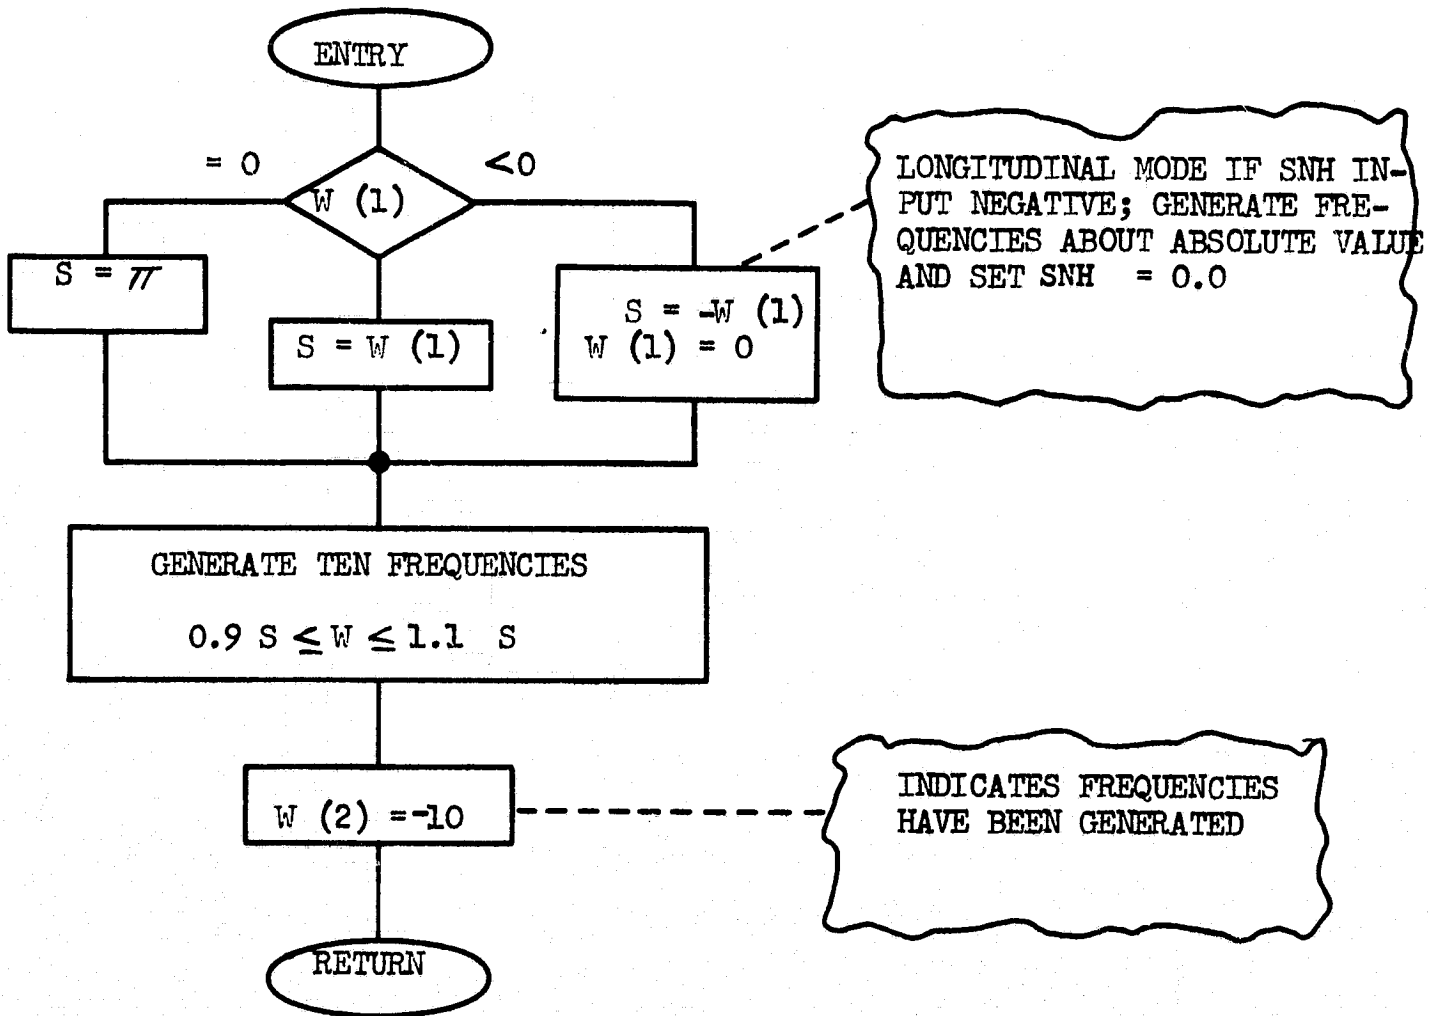 ENTRY
= 0
<0
W (1)
S = π
S = W (1)
S = -W (1)
W (1) = 0
LONGITUDINAL MODE IF SNH IN-
PUT NEGATIVE; GENERATE FRE-
QUENCIES ABOUT ABSOLUTE VALUE
AND SET SNH = 0.0
GENERATE TEN FREQUENCIES
0.9 S ≤ W ≤ 1.1 S
W (2) =-10
INDICATES FREQUENCIES
HAVE BEEN GENERATED
RETURN